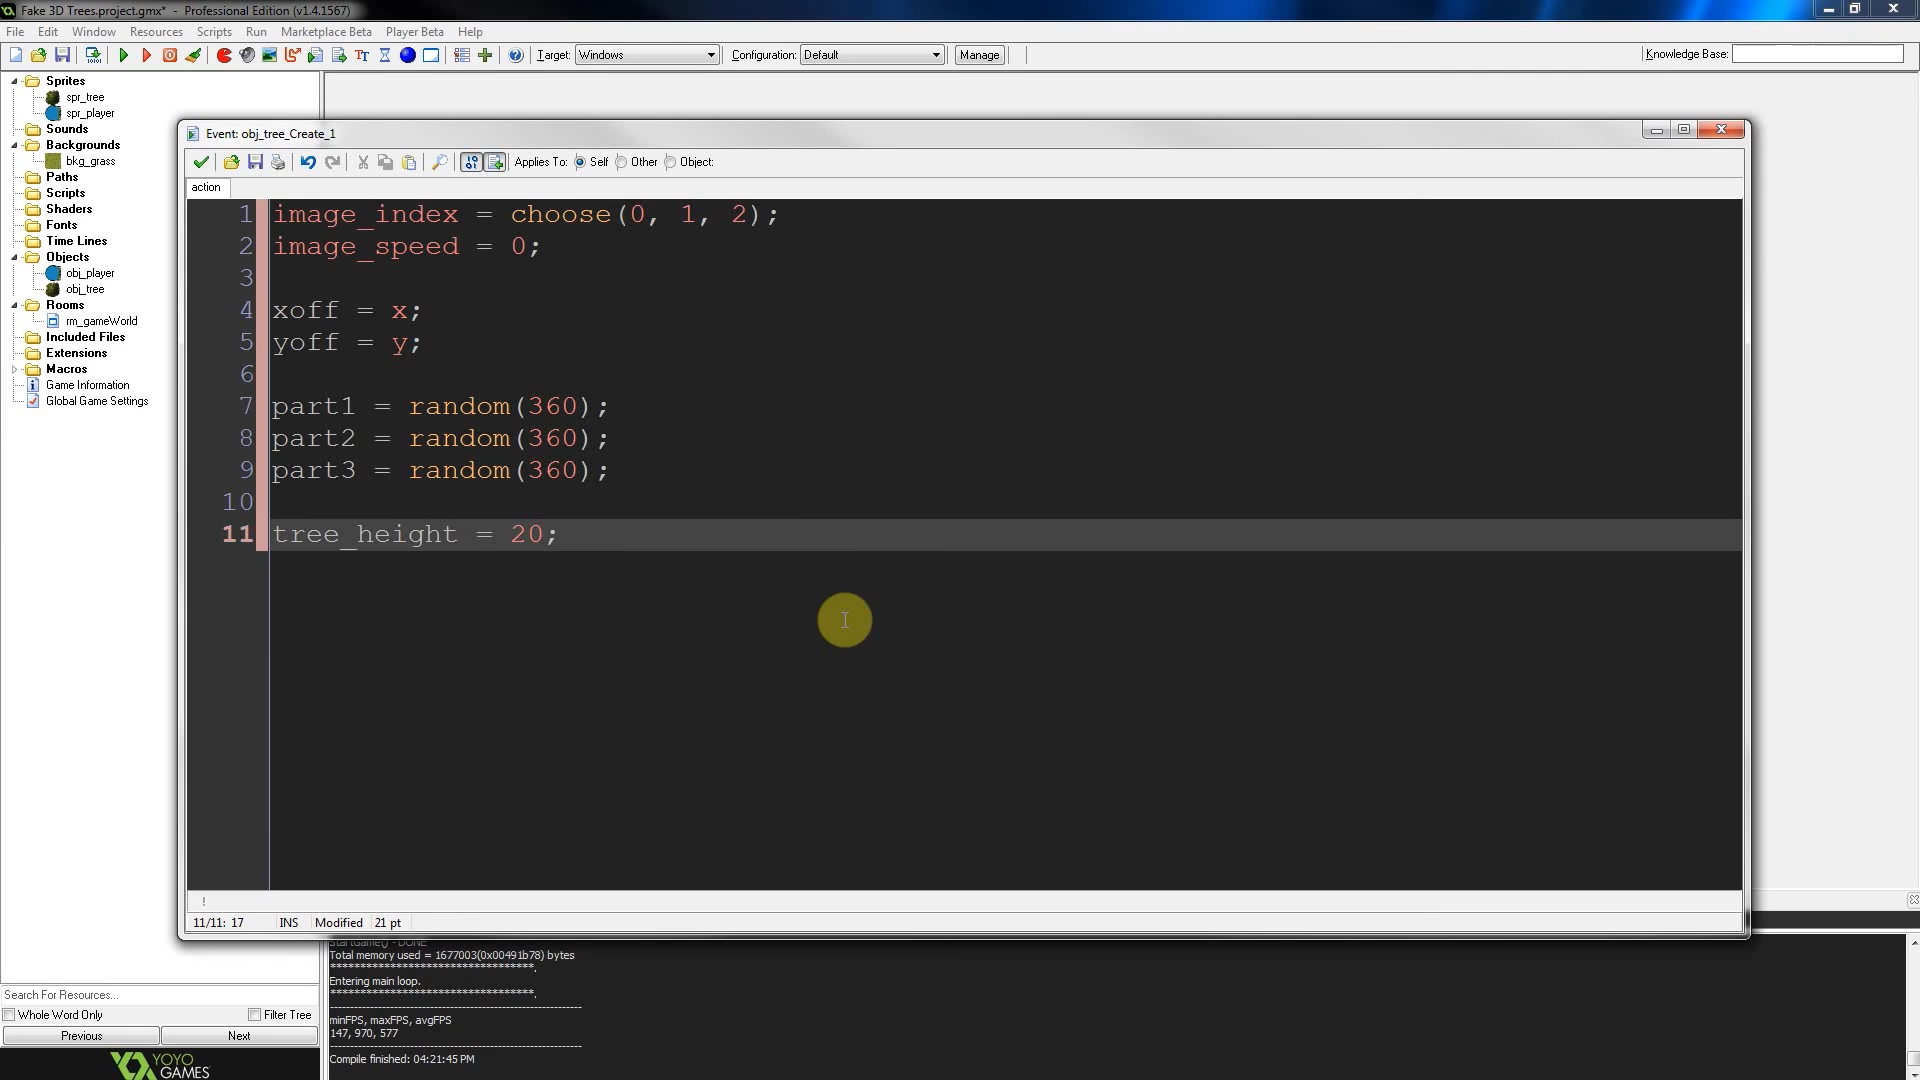 Fake 3D Trees.project.gmx* - Professional Edition (v1.4.1567)
File Edit Window Resources Scripts Run Marketplace Beta Player Beta Help
Target: Windows Configuration: Default Manage Knowledge Base:
Sprites
spr_tree
spr_player
Sounds
Backgrounds
bkg_grass
Paths
Scripts
Shaders
Fonts
Time Lines
Objects
obj_player
obj_tree
Rooms
rm_gameWorld
Included Files
Extensions
Macros
Game Information
Global Game Settings
Event: obj_tree_Create_1
Applies To: Self Other Object:
action
1 image_index = choose(0, 1, 2);
2 image_speed = 0;
3
4 xoff = x;
5 yoff = y;
6
7 part1 = random(360);
8 part2 = random(360);
9 part3 = random(360);
10
11 tree_height = 20;
!
11/11: 17 INS Modified 21 pt
StartGame() - DONE
Total memory used = 1677003(0x00491b78) bytes
**********************************.
Entering main loop.
**********************************.
minFPS, maxFPS, avgFPS
147, 970, 577
Compile finished: 04:21:45 PM
Search For Resources...
Whole Word Only Filter Tree
Previous Next
YOYO
GAMES